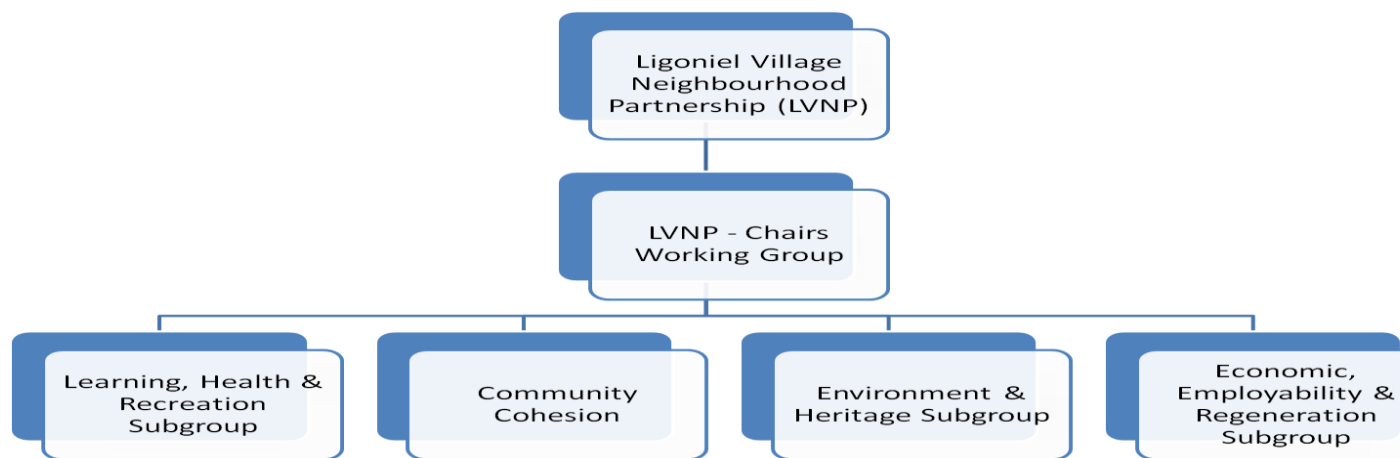 Ligoniel Village
Neighbourhood
Partnership (LVNP)
LVNP - Chairs
Working Group
Learning, Health &
Recreation
Subgroup
Community
Cohesion
Environment &
Heritage Subgroup
Economic,
Employability &
Regeneration
Subgroup